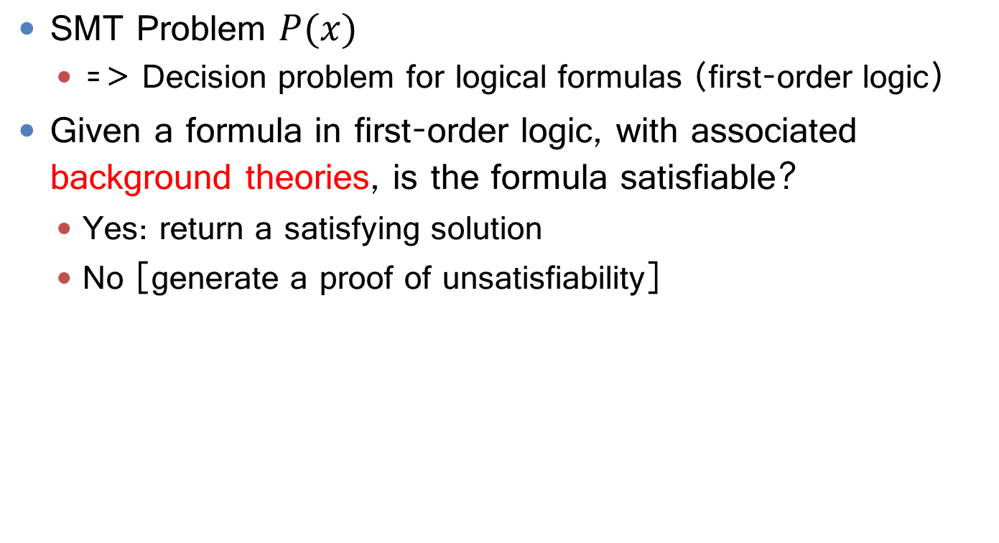 • SMT Problem P(x)
• => Decision problem for logical formulas (first-order logic)
• Given a formula in first-order logic, with associated
background theories, is the formula satisfiable?
• Yes: return a satisfying solution
• No [generate a proof of unsatisfiability]